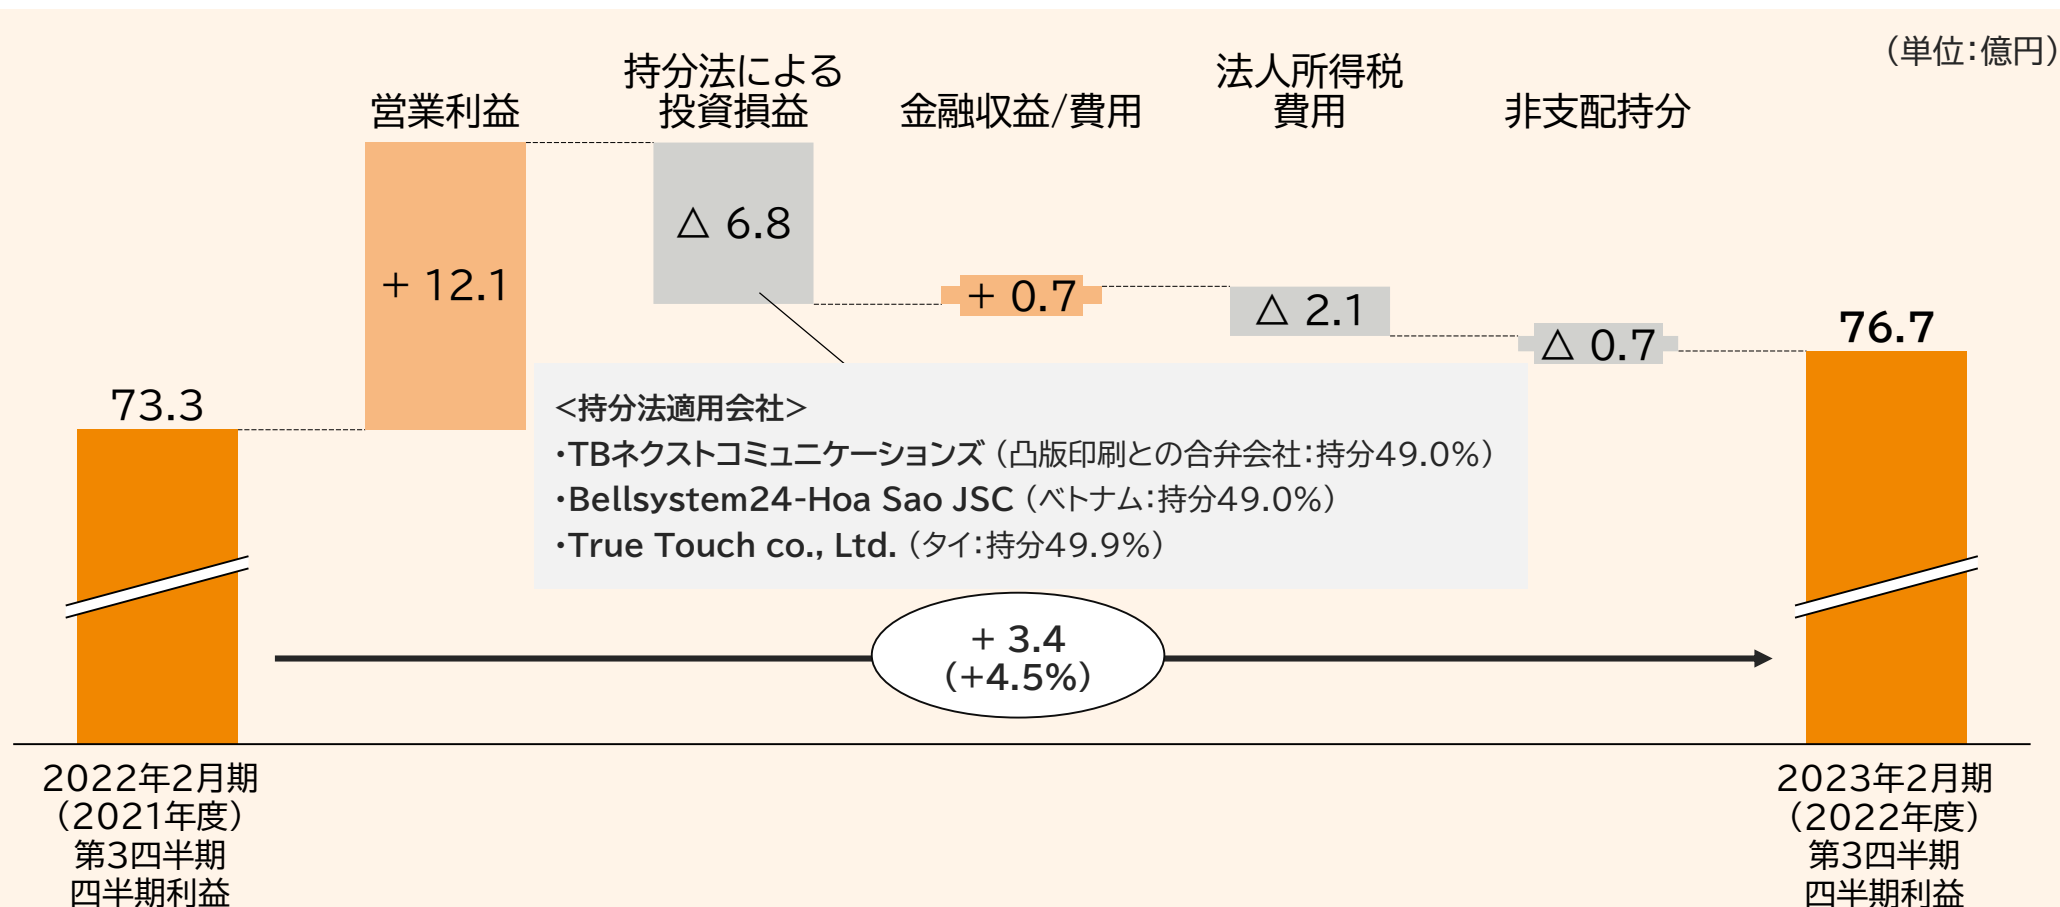 （単位：億円）
営業利益
持分法による
投資損益
金融収益/費用
法人所得税
費用
非支配持分
73.3
+ 12.1
△ 6.8
+ 0.7
△ 2.1
△ 0.7
76.7
<持分法適用会社>
・TBネクストコミュニケーションズ（凸版印刷との合弁会社：持分49.0%）
・Bellsystem24-Hoa Sao JSC（ベトナム：持分49.0%）
・True Touch co., Ltd.（タイ：持分49.9%）
+ 3.4
（+4.5%）
2022年2月期
（2021年度）
第3四半期
四半期利益
2023年2月期
（2022年度）
第3四半期
四半期利益